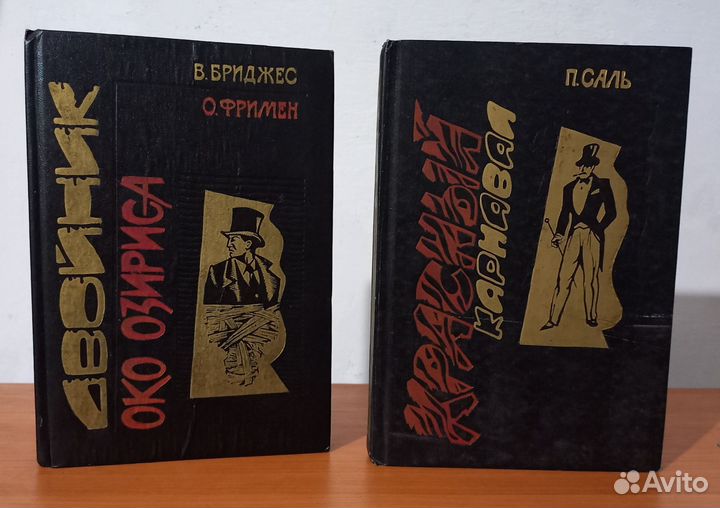 В. БРИДЖЕС
О. ФРИМЕН
ДВОЙНИК
ОКО ОЗИРИСА
П. САЛЬ
КРАСНЫЙ
КАРНАВАЛ
Avito